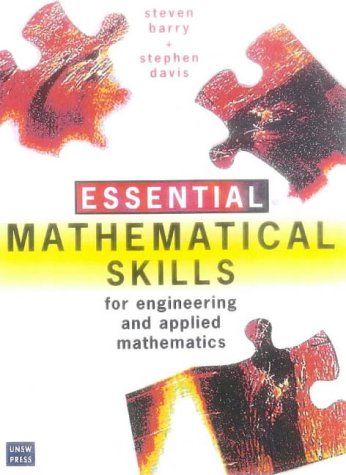 steven
barry
+
stephen
davis
ESSENTIAL
MATHEMATICAL
SKILLS
for engineering
and applied
mathematics
UNSW
PRESS